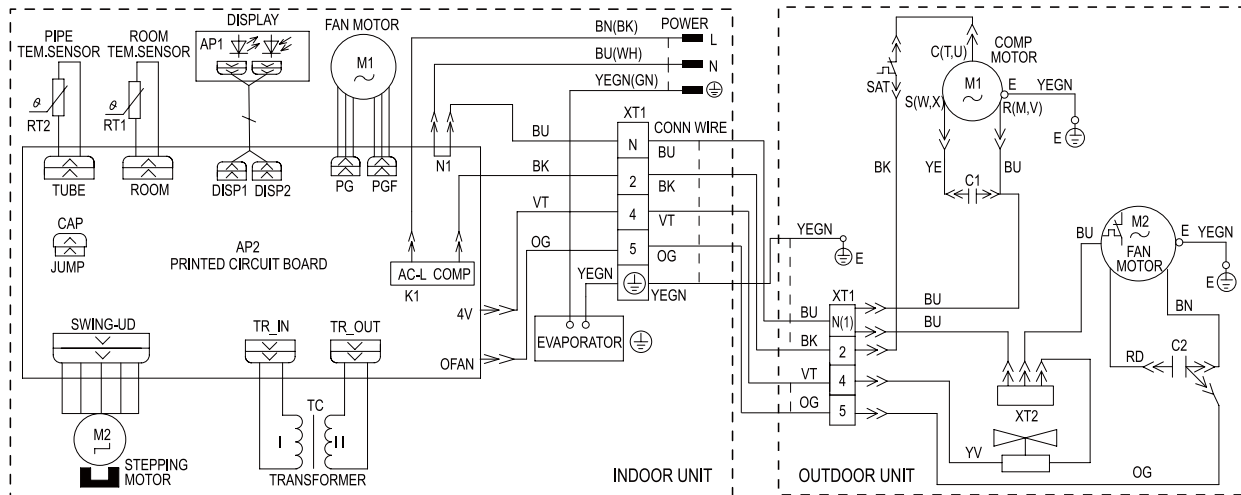 PIPE
TEM.SENSOR
ROOM
TEM.SENSOR
DISPLAY
AP1
FAN MOTOR
M1
BN(BK)
POWER
L
BU(WH)
N
YEGN(GN)
θ
RT2
θ
RT1
TUBE
ROOM
DISP1
DISP2
PG
PGF
N1
BU
BK
VT
OG
XT1
N
2
4
5
CONN WIRE
BU
BK
VT
OG
YEGN
YEGN
CAP
JUMP
AP2
PRINTED CIRCUIT BOARD
AC-L COMP
K1
4V
OFAN
EVAPORATOR
SWING-UD
TR_IN
TR_OUT
M2
STEPPING
MOTOR
TC
I
II
TRANSFORMER
INDOOR UNIT
YEGN
E
SAT
C(T,U)
COMP
MOTOR
M1
S(W,X)
R(M,V)
E
YEGN
E
BK
YE
BU
C1
BU
M2
FAN
MOTOR
E
YEGN
E
BN
RD
C2
XT1
N(1)
2
4
5
BU
BK
VT
OG
BU
BU
XT2
YV
OG
OUTDOOR UNIT